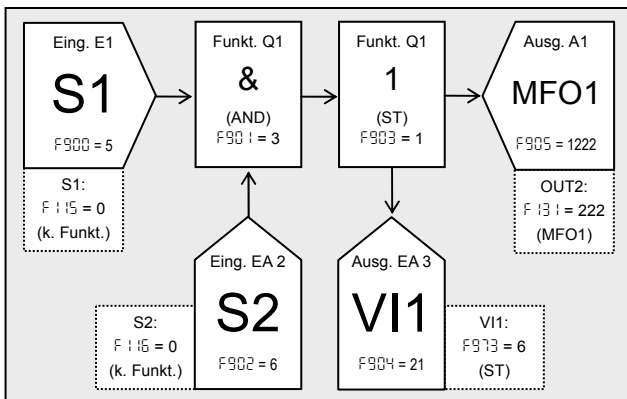 Eing. E1
S1
F900 = 5
S1:
F115 = 0
(k. Funkt.)
Funkt. Q1
&
(AND)
F901 = 3
Funkt. Q1
1
(ST)
F903 = 1
Ausg. A1
MFO1
F905 = 1222
OUT2:
F131 = 222
(MFO1)
S2:
F116 = 0
(k. Funkt.)
Eing. EA 2
S2
F902 = 6
Ausg. EA 3
VI1
F904 = 21
VI1:
F973 = 6
(ST)